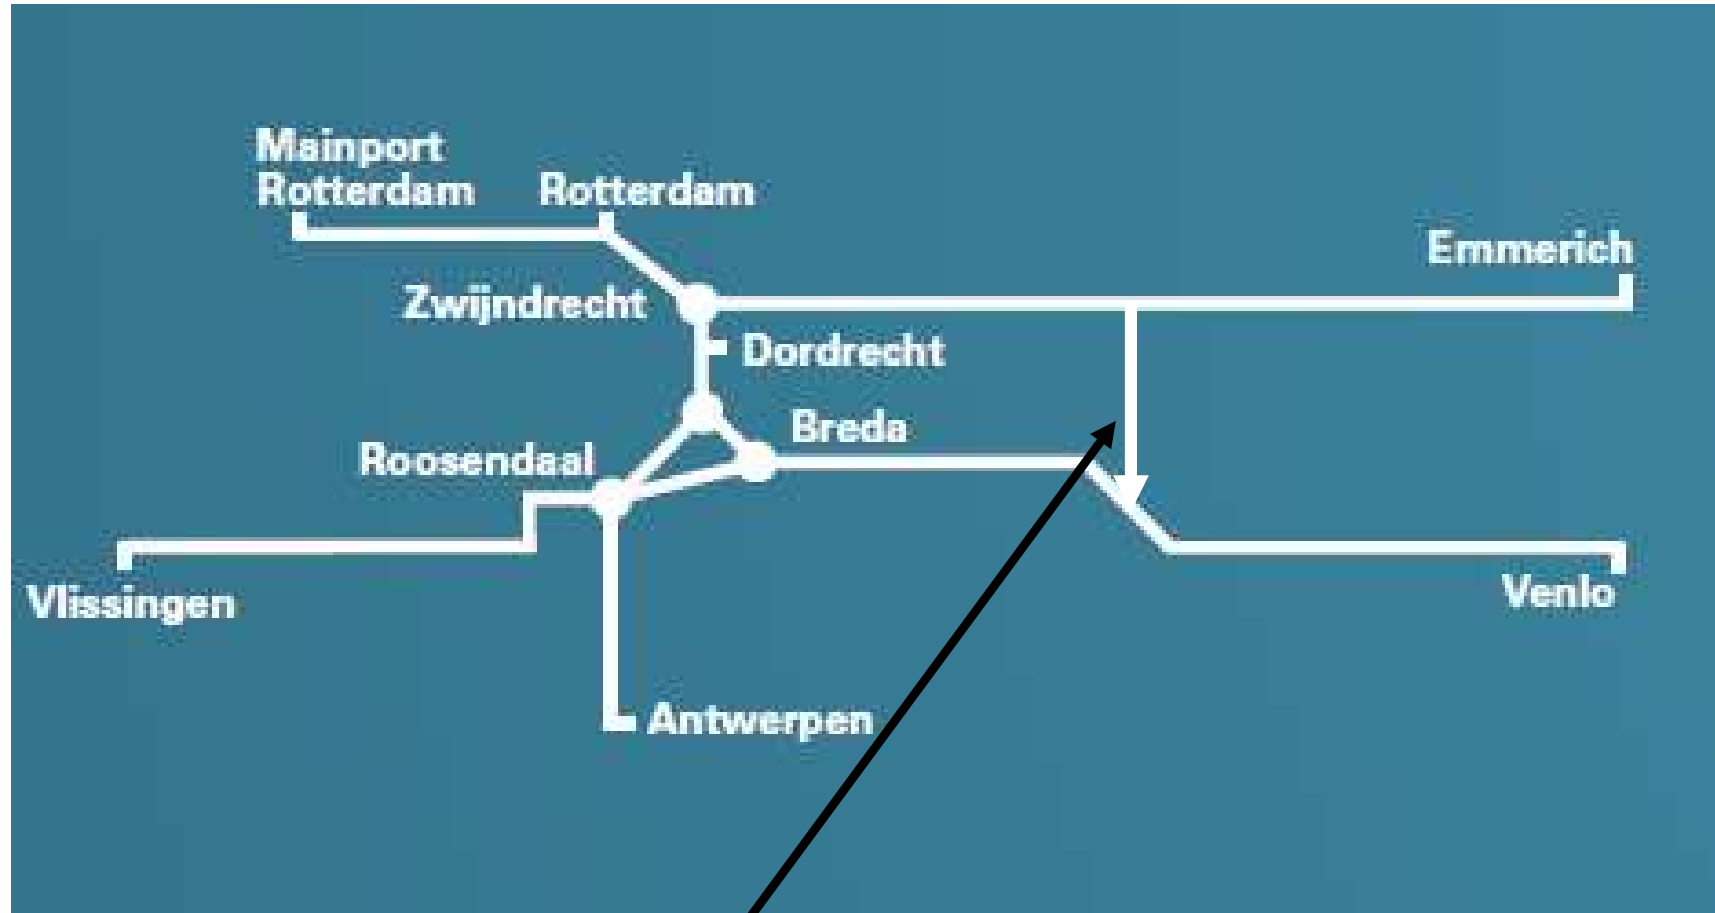 Mainport
Rotterdam
Rotterdam
Emmerich
Zwijndrecht
Dordrecht
Breda
Roosendaal
Vlissingen
Venlo
Antwerpen